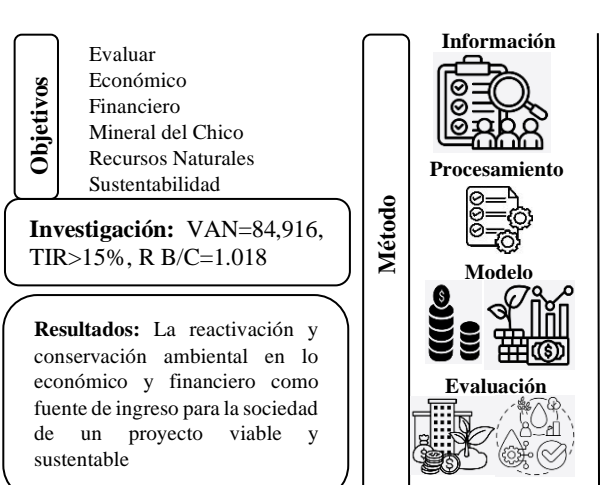 Objetivos
Evaluar
Económico
Financiero
Mineral del Chico
Recursos Naturales
Sustentabilidad
Investigación: VAN=84,916,
TIR>15%, R B/C=1.018
Resultados: La reactivación y
conservación ambiental en lo
económico y financiero como
fuente de ingreso para la sociedad
de un proyecto viable y
sustentable
Método
Información
Procesamiento
Modelo
Evaluación